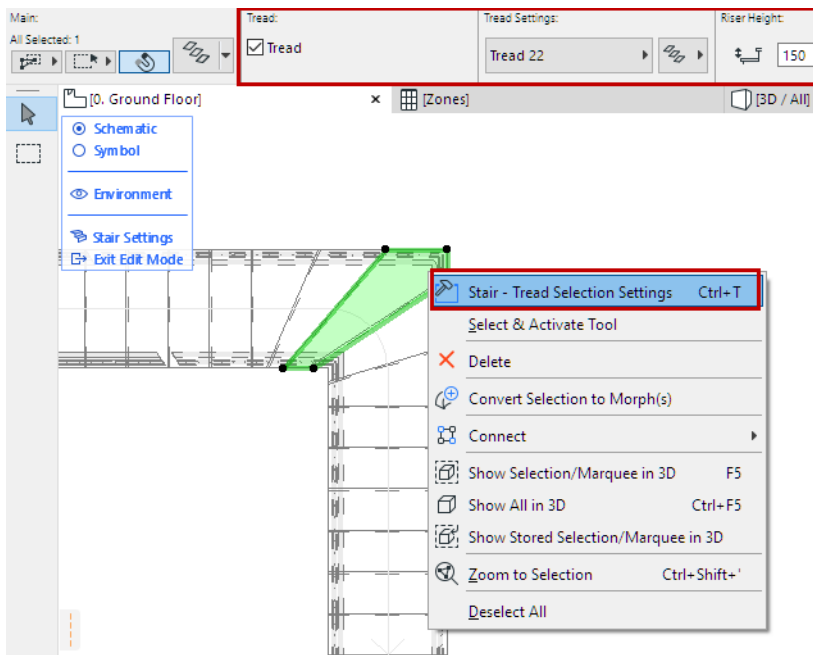 Main:
All Selected: 1
Tread:
Tread
Tread Settings:
Tread 22
Riser Height:
150
[0. Ground Floor]
[Zones]
[3D / All]
Schematic
Symbol
Environment
Stair Settings
Exit Edit Mode
Stair - Tread Selection Settings Ctrl+T
Select & Activate Tool
Delete
Convert Selection to Morph(s)
Connect
Show Selection/Marquee in 3D F5
Show All in 3D Ctrl+F5
Show Stored Selection/Marquee in 3D
Zoom to Selection Ctrl+Shift+'
Deselect All